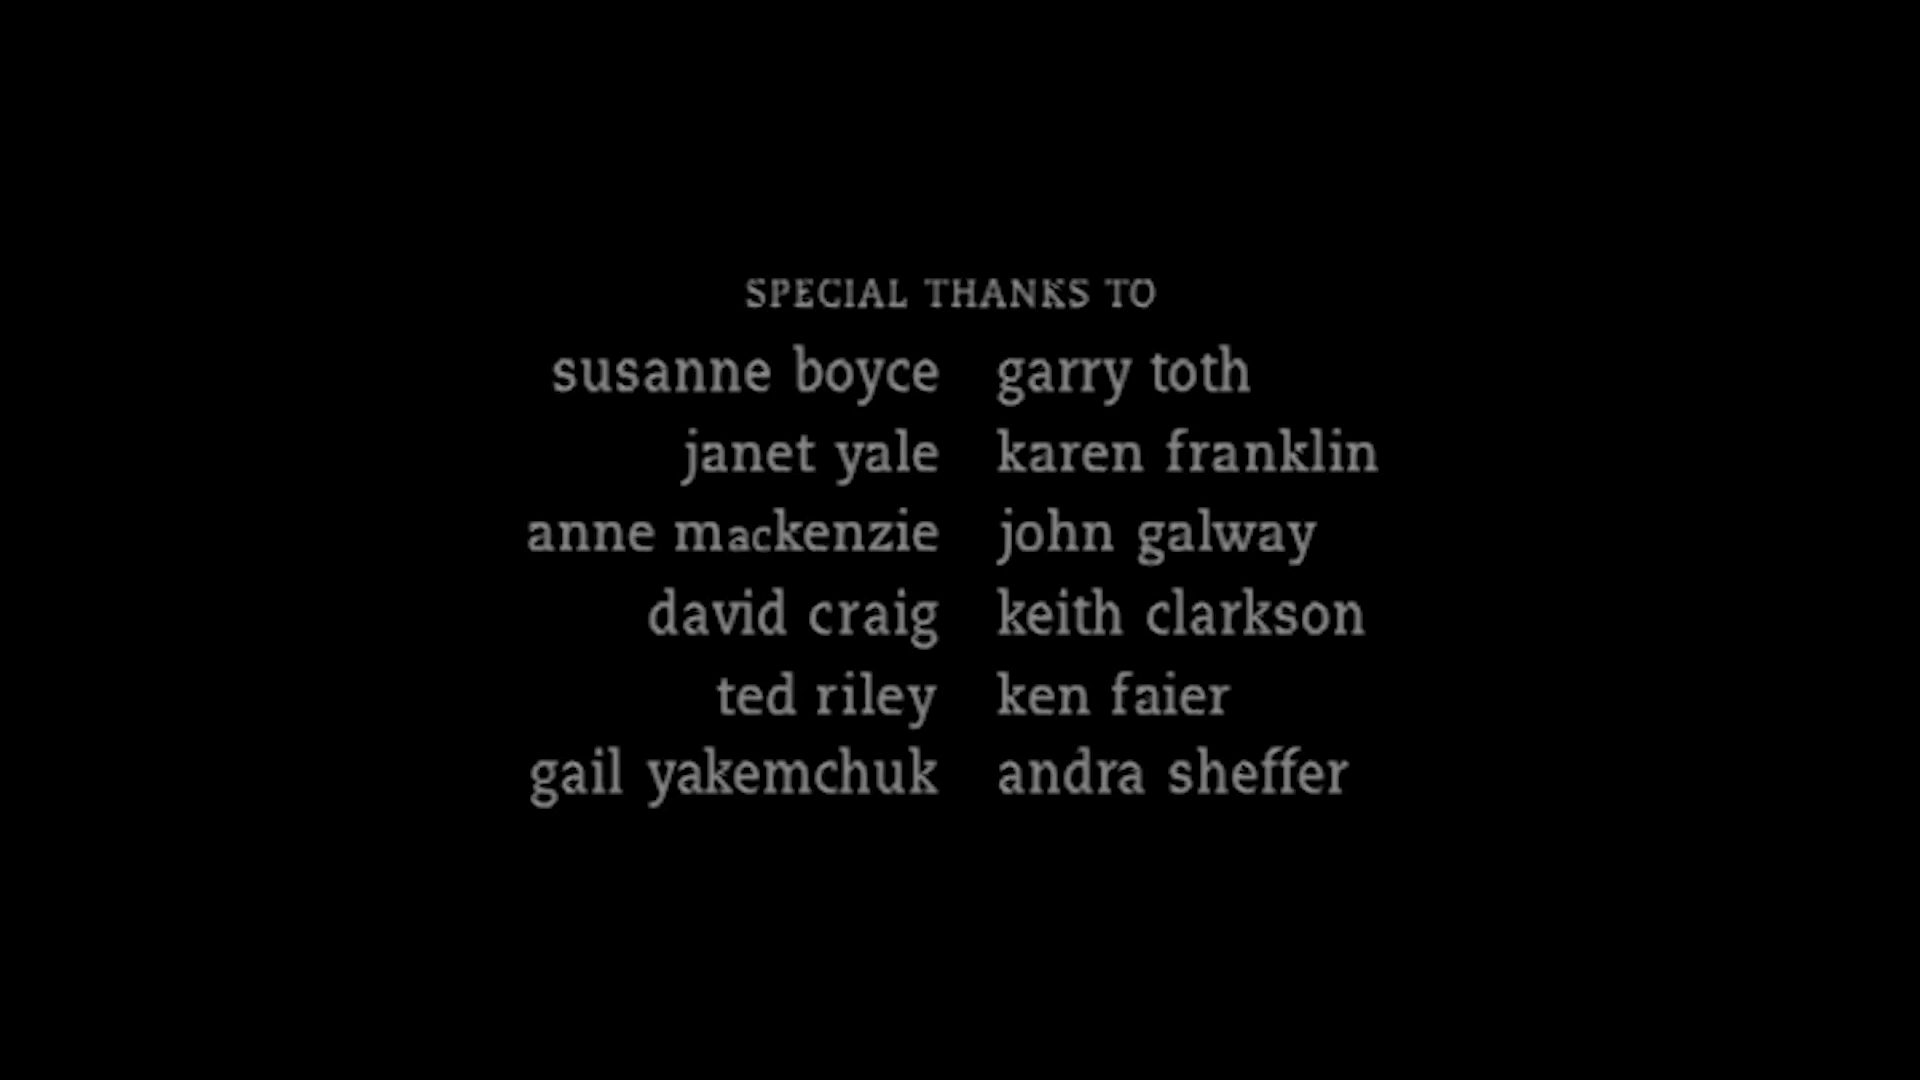 SPECIAL THANKS TO
susanne boyce garry toth
janet yale karen franklin
anne mackenzie john galway
david craig keith clarkson
ted riley ken faier
gail yakemchuk andra sheffer